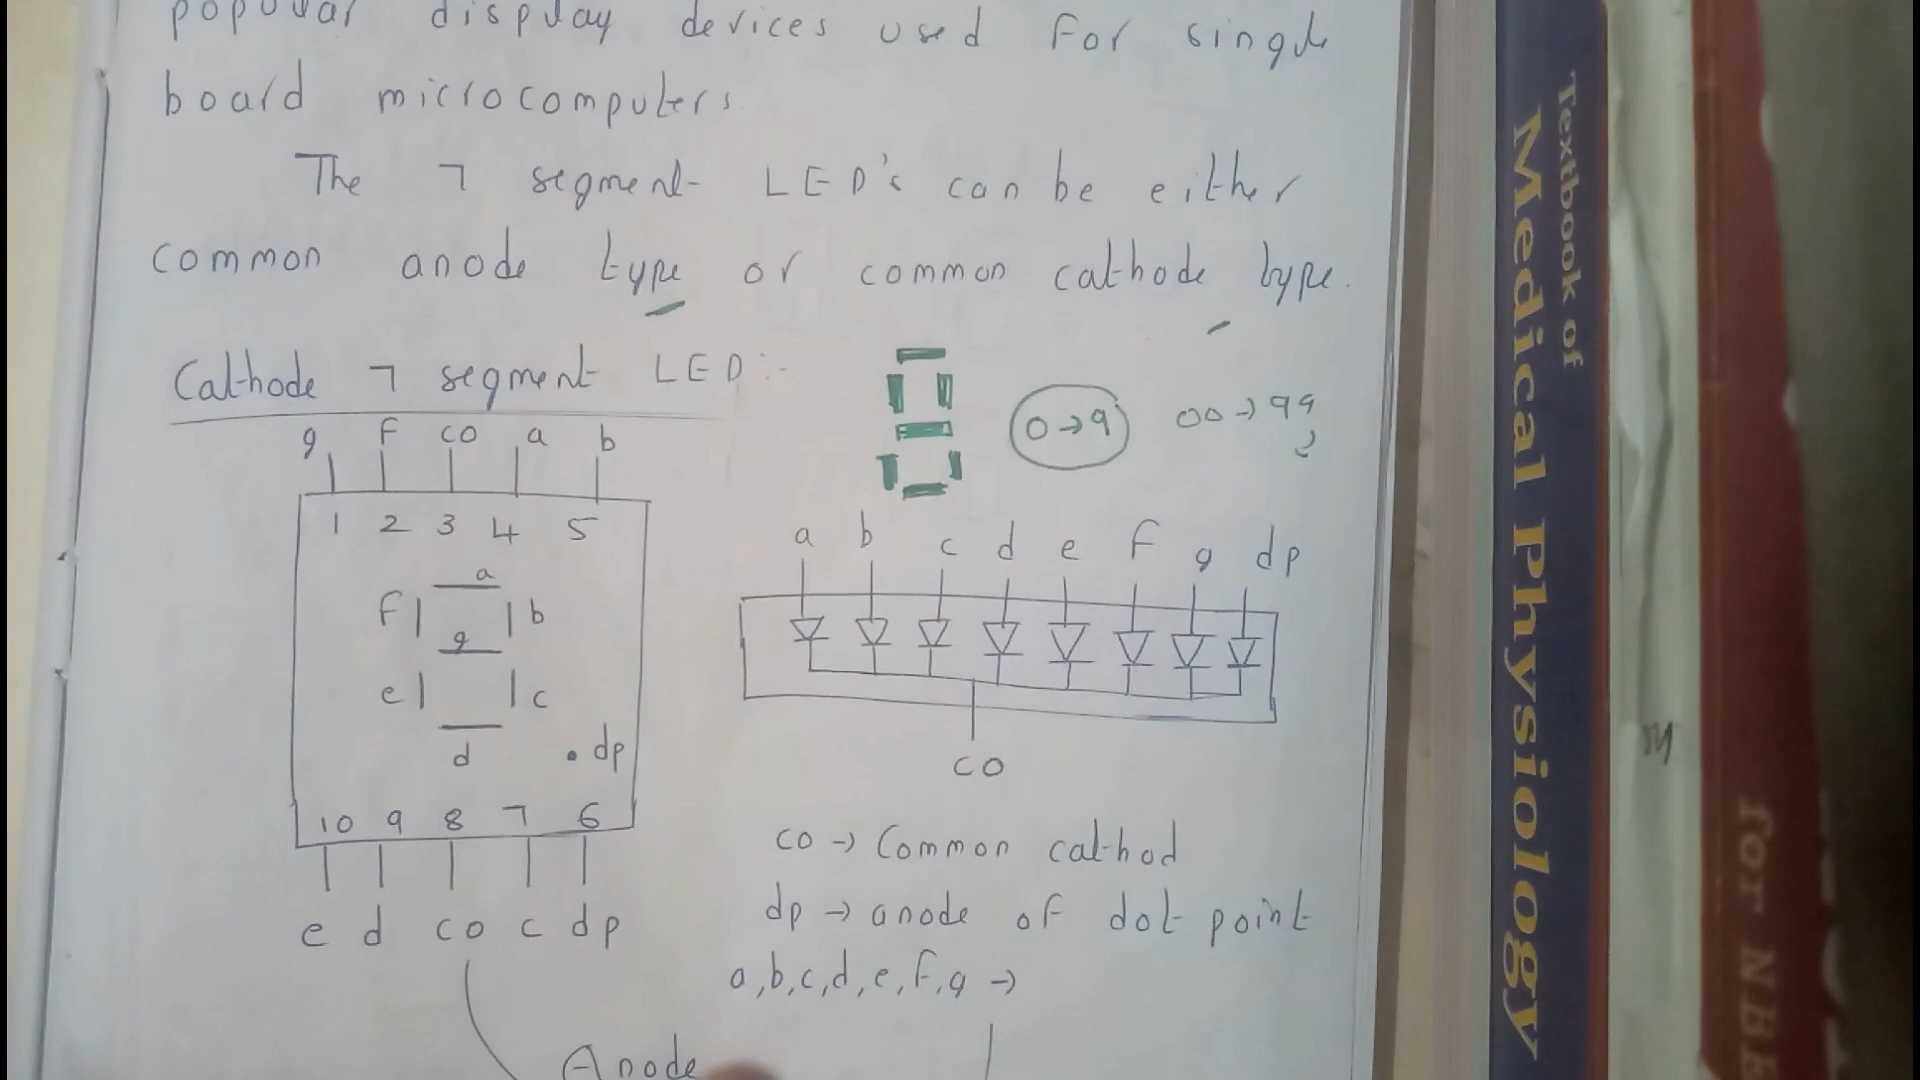 popular display devices used for single
board microcomputers.
The 7 segment LED's can be either
common anode type or common cathode type.
Cathode 7 segment LED :-
0→9 00→99
g f co a b
1 2 3 4 5
a
f b
g
e c
d
. dp
10 9 8 7 6
e d co c dp
a b c d e f g dp
co
co → Common cathod
dp → anode of dot point
a,b,c,d,e,f,g →
Anode
Textbook of
Medical Physiology
for NBE